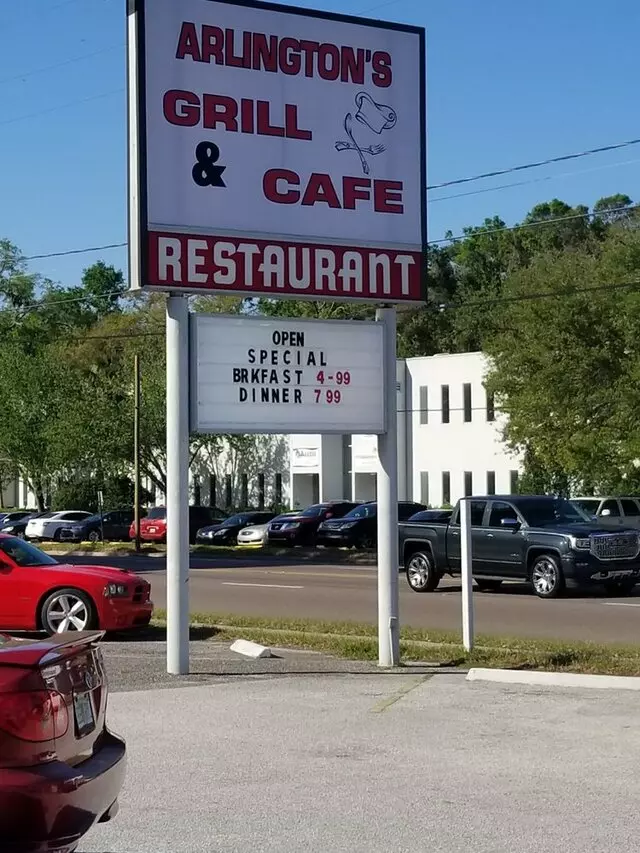 ARLINGTON'S
GRILL
& CAFE
RESTAURANT
OPEN
SPECIAL
BRKFAST 4-99
DINNER 7 99